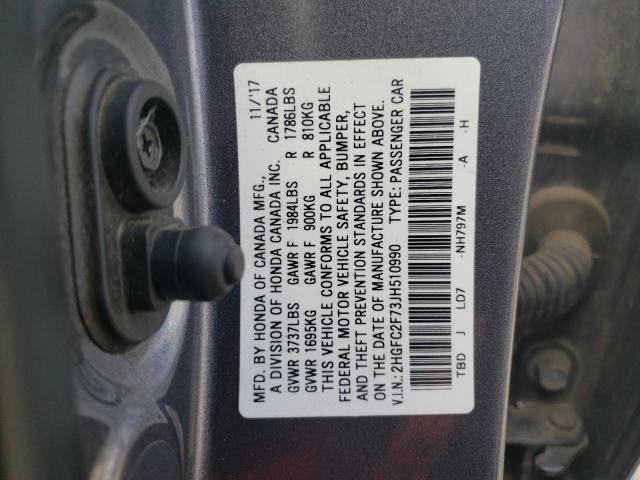 MFD. BY HONDA OF CANADA MFG., 11/'17
A DIVISION OF HONDA CANADA INC. CANADA
GVWR 3737LBS GAWR F 1984LBS R 1786LBS
GVWR 1695KG GAWR F 900KG R 810KG
THIS VEHICLE CONFORMS TO ALL APPLICABLE
FEDERAL MOTOR VEHICLE SAFETY, BUMPER,
AND THEFT PREVENTION STANDARDS IN EFFECT
ON THE DATE OF MANUFACTURE SHOWN ABOVE.
V.I.N.: 2HGFC2F73JH510990 TYPE: PASSENGER CAR
TBD J LD7 -NH797M -A -H